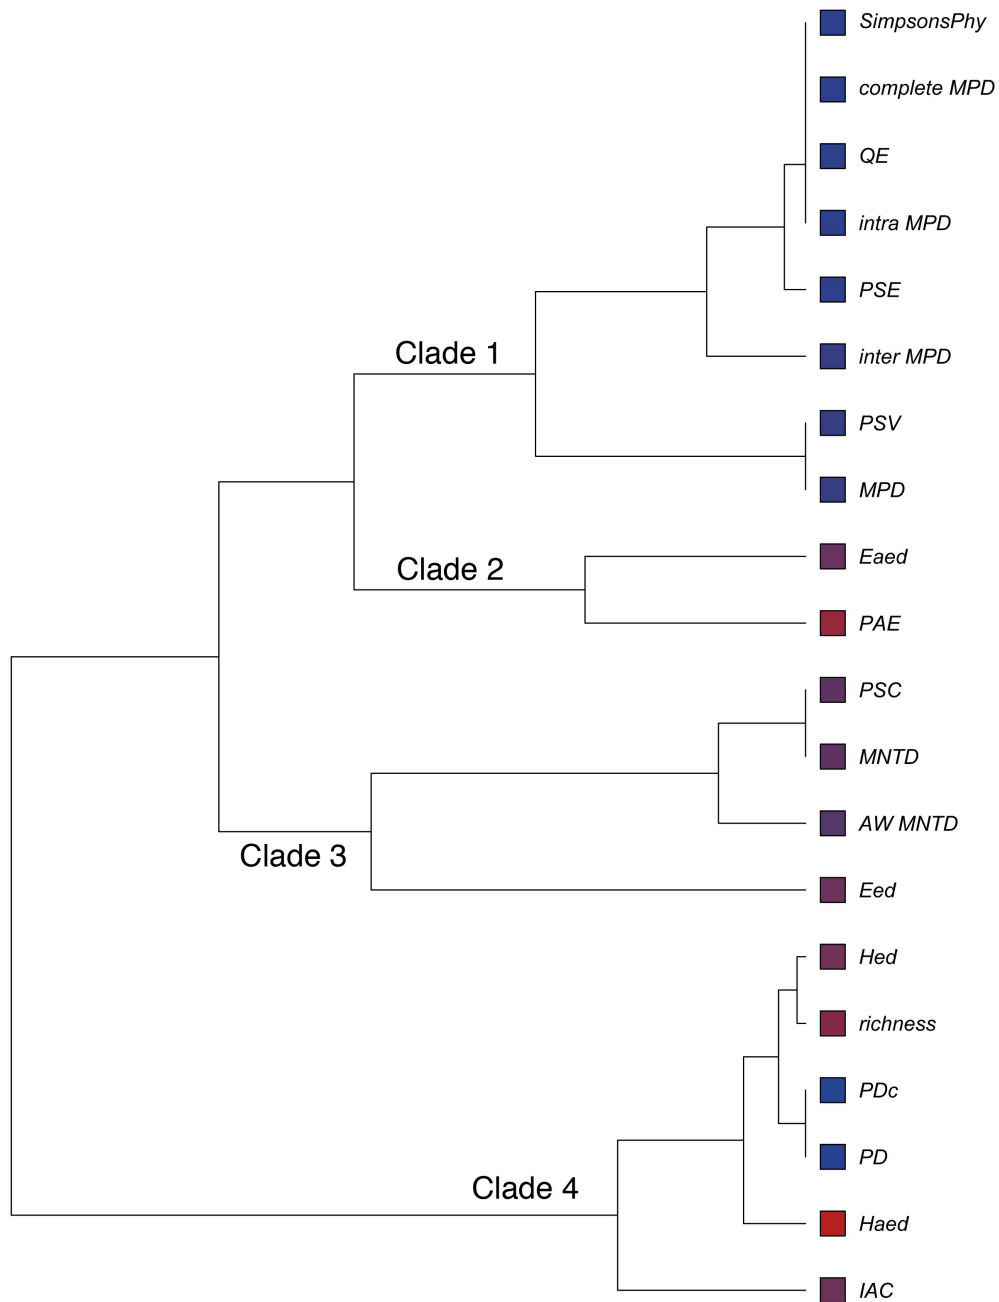 SimpsonsPhy
complete MPD
QE
intra MPD
PSE
Clade 1
inter MPD
PSV
MPD
Eaed
Clade 2
PAE
PSC
MNTD
AW MNTD
Clade 3
Eed
Hed
richness
PDc
PD
Clade 4
Haed
IAC